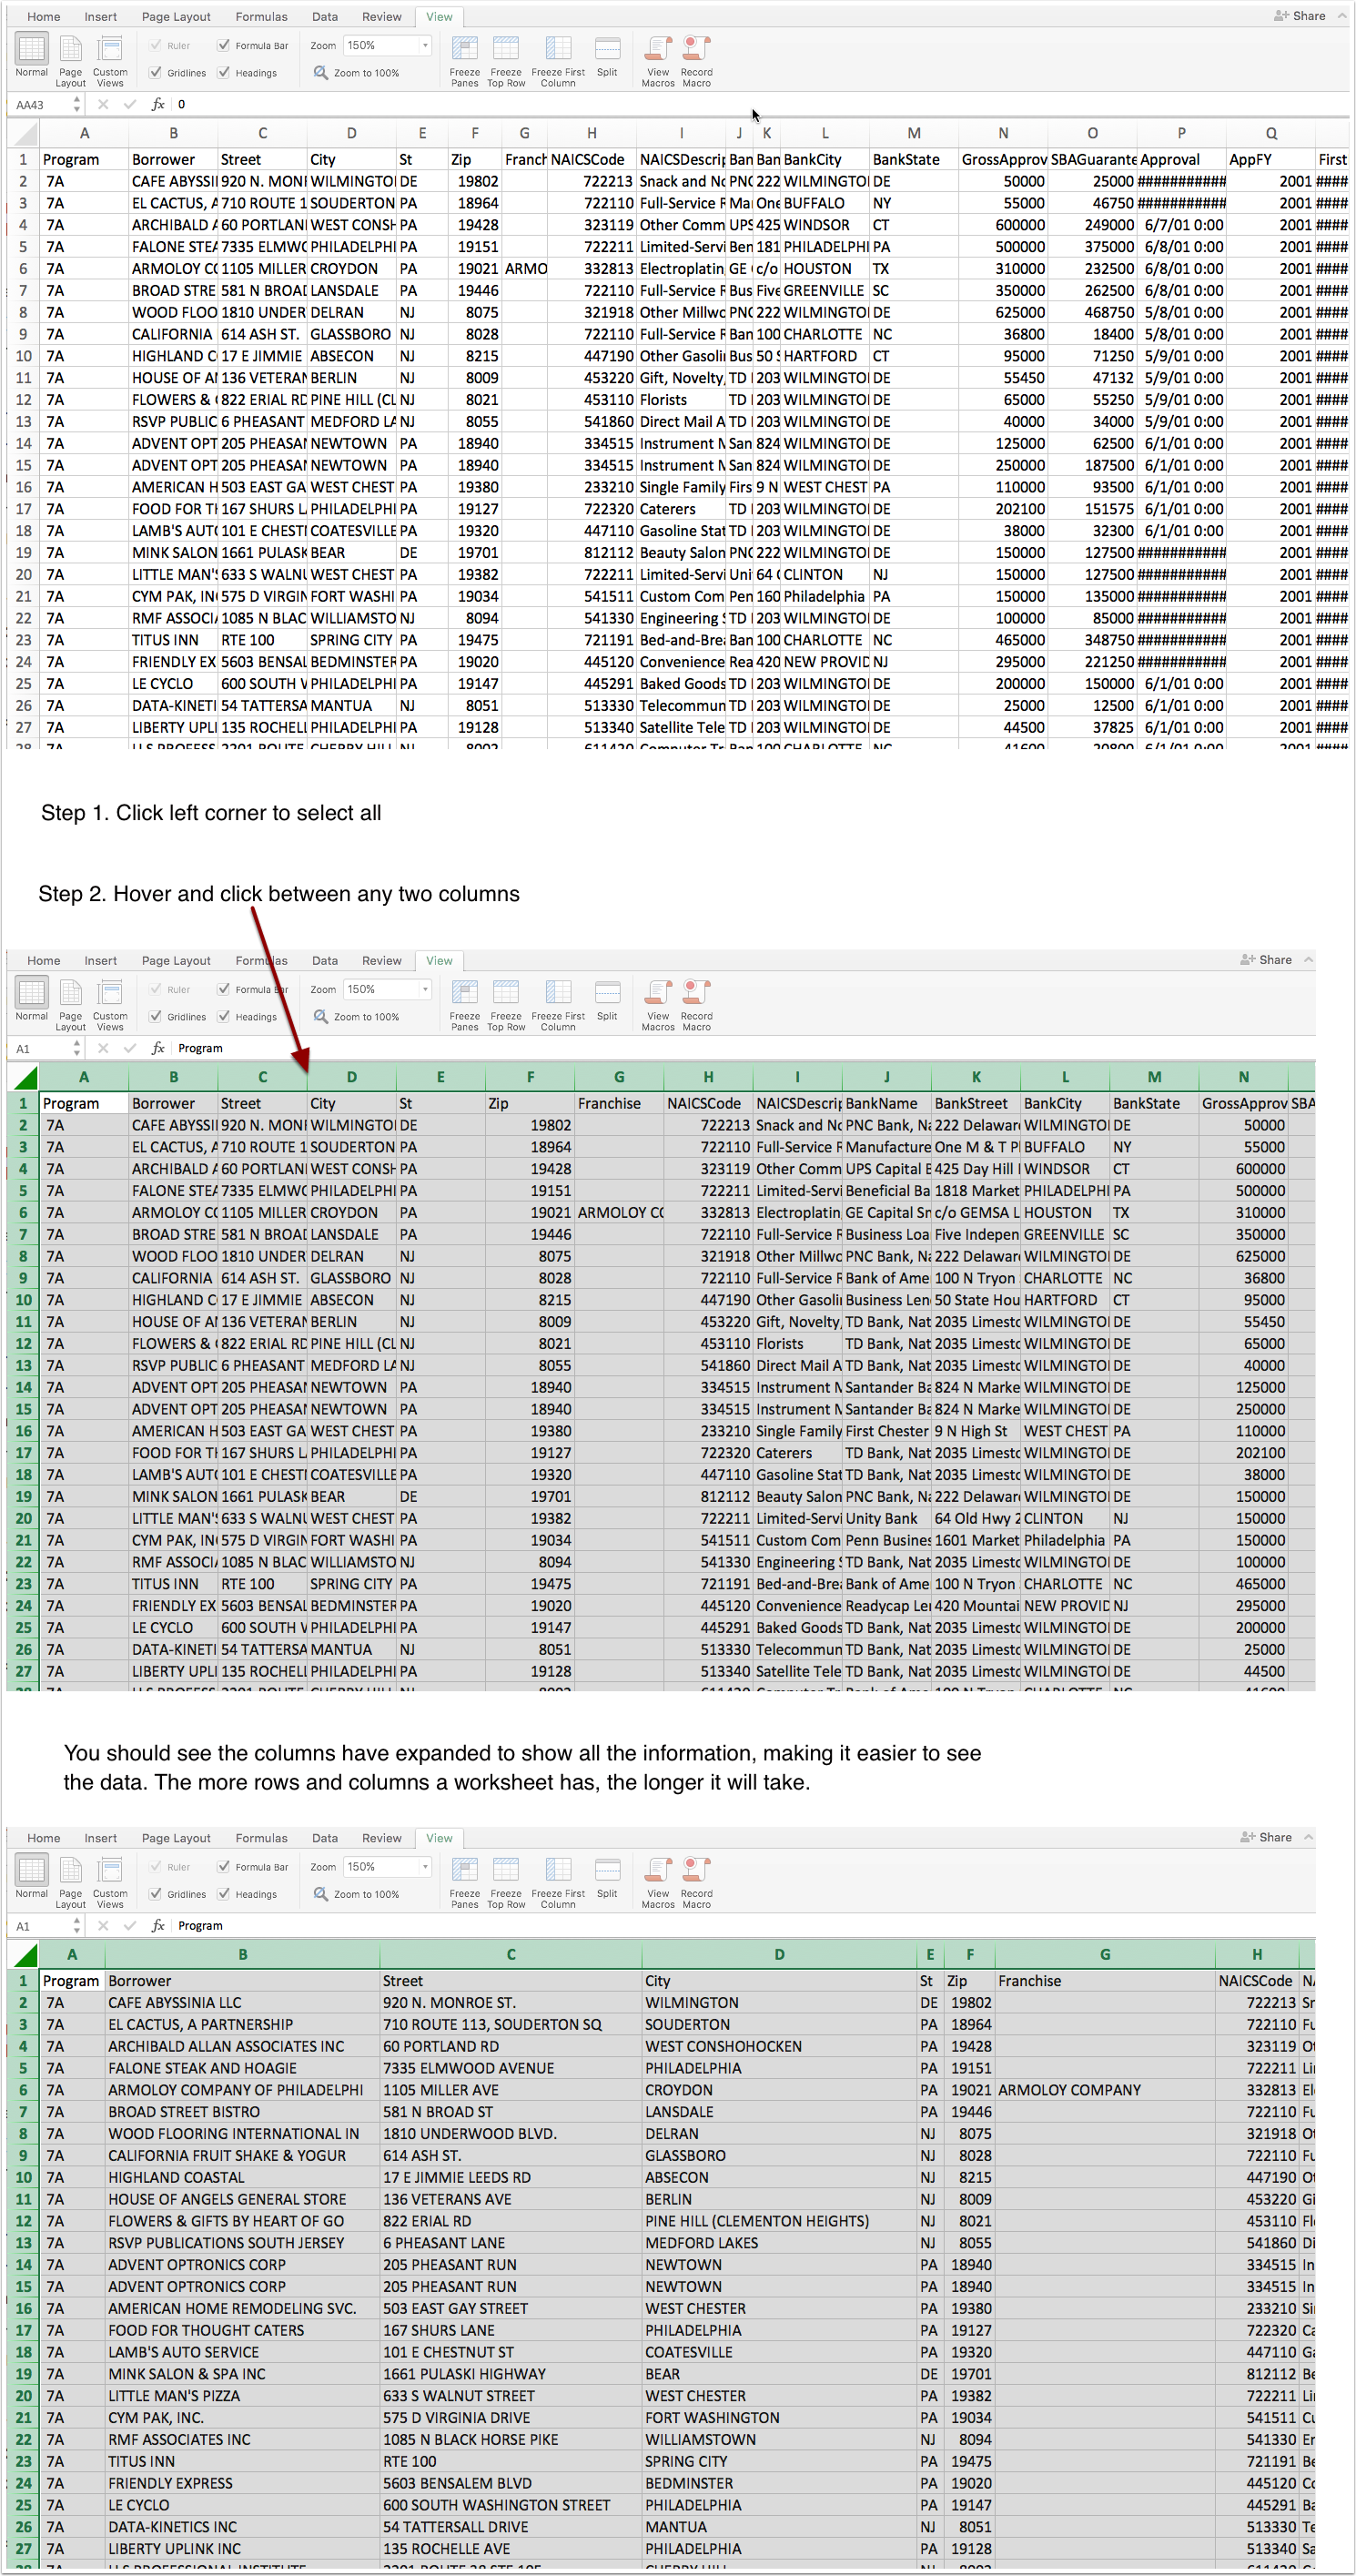 Home Insert Page Layout Formulas Data Review View Share
Ruler Formula Bar Zoom 150%
Normal Page Layout Custom Views Gridlines Headings Zoom to 100% Freeze Panes Freeze Top Row Freeze First Column Split View Macros Record Macro
AA43 fx 0
A B C D E F G H I J K L M N O P Q
1 Program Borrower Street City St Zip Franch NAICSCode NAICSDescrip Ban Ban BankCity BankState GrossApprov SBAGuarante Approval AppFY First
2 7A CAFE ABYSSI 920 N. MON WILMINGTO DE 19802 722213 Snack and No PNC 222 WILMINGTO DE 50000 25000 ########### 2001 ####
3 7A EL CACTUS, A 710 ROUTE 1 SOUDERTON PA 18964 722110 Full-Service R Ma One BUFFALO NY 55000 46750 ########### 2001 ####
4 7A ARCHIBALD A 60 PORTLAN WEST CONSH PA 19428 323119 Other Comm UPS 425 WINDSOR CT 600000 249000 6/7/01 0:00 2001 ####
5 7A FALONE STEA 7335 ELMWO PHILADELPHI PA 19151 722211 Limited-Servi Ben 181 PHILADELPHI PA 500000 375000 6/8/01 0:00 2001 ####
6 7A ARMOLOY CO 1105 MILLER CROYDON PA 19021 ARMO 332813 Electroplatin GE c/o HOUSTON TX 310000 232500 6/8/01 0:00 2001 ####
7 7A BROAD STRE 581 N BROAD LANSDALE PA 19446 722110 Full-Service R Bus Five GREENVILLE SC 350000 262500 6/8/01 0:00 2001 ####
8 7A WOOD FLOO 1810 UNDER DELRAN NJ 8075 321918 Other Millwo PNC 222 WILMINGTO DE 625000 468750 5/8/01 0:00 2001 ####
9 7A CALIFORNIA 614 ASH ST. GLASSBORO NJ 8028 722110 Full-Service R Ban 100 CHARLOTTE NC 36800 18400 5/8/01 0:00 2001 ####
10 7A HIGHLAND C 17 E JIMMIE ABSECON NJ 8215 447190 Other Gasoli Bus 50 S HARTFORD CT 95000 71250 5/9/01 0:00 2001 ####
11 7A HOUSE OF A 136 VETERAN BERLIN NJ 8009 453220 Gift, Novelty, TD 203 WILMINGTO DE 55450 47132 5/9/01 0:00 2001 ####
12 7A FLOWERS & 822 ERIAL RD PINE HILL (CL NJ 8021 453110 Florists TD 203 WILMINGTO DE 65000 55250 5/9/01 0:00 2001 ####
13 7A RSVP PUBLIC 6 PHEASANT MEDFORD LA NJ 8055 541860 Direct Mail A TD 203 WILMINGTO DE 40000 34000 5/9/01 0:00 2001 ####
14 7A ADVENT OPT 205 PHEASAN NEWTOWN PA 18940 334515 Instrument M San 824 WILMINGTO DE 125000 62500 6/1/01 0:00 2001 ####
15 7A ADVENT OPT 205 PHEASAN NEWTOWN PA 18940 334515 Instrument M San 824 WILMINGTO DE 250000 187500 6/1/01 0:00 2001 ####
16 7A AMERICAN H 503 EAST GA WEST CHEST PA 19380 233210 Single Family Firs 9 N WEST CHEST PA 110000 93500 6/1/01 0:00 2001 ####
17 7A FOOD FOR TH 167 SHURS L PHILADELPHI PA 19127 722320 Caterers TD 203 WILMINGTO DE 202100 151575 6/1/01 0:00 2001 ####
18 7A LAMB'S AUTO 101 E CHESTN COATESVILLE PA 19320 447110 Gasoline Stat TD 203 WILMINGTO DE 38000 32300 6/1/01 0:00 2001 ####
19 7A MINK SALON 1661 PULASK BEAR DE 19701 812112 Beauty Salon PNC 222 WILMINGTO DE 150000 127500 ########### 2001 ####
20 7A LITTLE MAN'S 633 S WALNU WEST CHEST PA 19382 722211 Limited-Servi Uni 64 CLINTON NJ 150000 127500 ########### 2001 ####
21 7A CYM PAK, IN 575 D VIRGIN FORT WASHI PA 19034 541511 Custom Com Pen 160 Philadelphia PA 150000 135000 ########### 2001 ####
22 7A RMF ASSOCIA 1085 N BLAC WILLIAMSTO NJ 8094 541330 Engineering S TD 203 WILMINGTO DE 100000 85000 ########### 2001 ####
23 7A TITUS INN RTE 100 SPRING CITY PA 19475 721191 Bed-and-Brea Ban 100 CHARLOTTE NC 465000 348750 ########### 2001 ####
24 7A FRIENDLY EX 5603 BENSAL BEDMINSTER PA 19020 445120 Convenience Rea 420 NEW PROVID NJ 295000 221250 ########### 2001 ####
25 7A LE CYCLO 600 SOUTH W PHILADELPHI PA 19147 445291 Baked Goods TD 203 WILMINGTO DE 200000 150000 6/1/01 0:00 2001 ####
26 7A DATA-KINETI 54 TATTERSA MANTUA NJ 8051 513330 Telecommun TD 203 WILMINGTO DE 25000 12500 6/1/01 0:00 2001 ####
27 7A LIBERTY UPLI 135 ROCHELL PHILADELPHI PA 19128 513340 Satellite Tele TD 203 WILMINGTO DE 44500 37825 6/1/01 0:00 2001 ####
Step 1. Click left corner to select all
Step 2. Hover and click between any two columns
Home Insert Page Layout Formulas Data Review View Share
Ruler Formula Bar Zoom 150%
Normal Page Layout Custom Views Gridlines Headings Zoom to 100% Freeze Panes Freeze Top Row Freeze First Column Split View Macros Record Macro
A1 fx Program
A B C D E F G H I J K L M N
1 Program Borrower Street City St Zip Franchise NAICSCode NAICSDescrip BankName BankStreet BankCity BankState GrossApprov SBA
2 7A CAFE ABYSSI 920 N. MON WILMINGTO DE 19802 722213 Snack and No PNC Bank, Na 222 Delawar WILMINGTO DE 50000
3 7A EL CACTUS, A 710 ROUTE 1 SOUDERTON PA 18964 722110 Full-Service R Manufacture One M & T Pl BUFFALO NY 55000
4 7A ARCHIBALD A 60 PORTLAN WEST CONSH PA 19428 323119 Other Comm UPS Capital B 425 Day Hill WINDSOR CT 600000
5 7A FALONE STEA 7335 ELMWO PHILADELPHI PA 19151 722211 Limited-Servi Beneficial Ba 1818 Market PHILADELPHI PA 500000
6 7A ARMOLOY CO 1105 MILLER CROYDON PA 19021 ARMOLOY CO 332813 Electroplatin GE Capital Sm c/o GEMSA L HOUSTON TX 310000
7 7A BROAD STRE 581 N BROAD LANSDALE PA 19446 722110 Full-Service R Business Loa Five Indepen GREENVILLE SC 350000
8 7A WOOD FLOO 1810 UNDER DELRAN NJ 8075 321918 Other Millwo PNC Bank, Na 222 Delawar WILMINGTO DE 625000
9 7A CALIFORNIA 614 ASH ST. GLASSBORO NJ 8028 722110 Full-Service R Bank of Ame 100 N Tryon CHARLOTTE NC 36800
10 7A HIGHLAND C 17 E JIMMIE ABSECON NJ 8215 447190 Other Gasoli Business Len 50 State Hou HARTFORD CT 95000
11 7A HOUSE OF A 136 VETERAN BERLIN NJ 8009 453220 Gift, Novelty, TD Bank, Nat 2035 Limesto WILMINGTO DE 55450
12 7A FLOWERS & 822 ERIAL RD PINE HILL (CL NJ 8021 453110 Florists TD Bank, Nat 2035 Limesto WILMINGTO DE 65000
13 7A RSVP PUBLIC 6 PHEASANT MEDFORD LA NJ 8055 541860 Direct Mail A TD Bank, Nat 2035 Limesto WILMINGTO DE 40000
14 7A ADVENT OPT 205 PHEASAN NEWTOWN PA 18940 334515 Instrument M Santander Ba 824 N Marke WILMINGTO DE 125000
15 7A ADVENT OPT 205 PHEASAN NEWTOWN PA 18940 334515 Instrument M Santander Ba 824 N Marke WILMINGTO DE 250000
16 7A AMERICAN H 503 EAST GA WEST CHEST PA 19380 233210 Single Family First Chester 9 N High St WEST CHEST PA 110000
17 7A FOOD FOR TH 167 SHURS L PHILADELPHI PA 19127 722320 Caterers TD Bank, Nat 2035 Limesto WILMINGTO DE 202100
18 7A LAMB'S AUTO 101 E CHESTN COATESVILLE PA 19320 447110 Gasoline Stat TD Bank, Nat 2035 Limesto WILMINGTO DE 38000
19 7A MINK SALON 1661 PULASK BEAR DE 19701 812112 Beauty Salon PNC Bank, Na 222 Delawar WILMINGTO DE 150000
20 7A LITTLE MAN'S 633 S WALNU WEST CHEST PA 19382 722211 Limited-Servi Unity Bank 64 Old Hwy 2 CLINTON NJ 150000
21 7A CYM PAK, IN 575 D VIRGIN FORT WASHI PA 19034 541511 Custom Com Penn Busines 1601 Market Philadelphia PA 150000
22 7A RMF ASSOCIA 1085 N BLAC WILLIAMSTO NJ 8094 541330 Engineering S TD Bank, Nat 2035 Limesto WILMINGTO DE 100000
23 7A TITUS INN RTE 100 SPRING CITY PA 19475 721191 Bed-and-Brea Bank of Ame 100 N Tryon CHARLOTTE NC 465000
24 7A FRIENDLY EX 5603 BENSAL BEDMINSTER PA 19020 445120 Convenience Readycap Le 420 Mountai NEW PROVID NJ 295000
25 7A LE CYCLO 600 SOUTH W PHILADELPHI PA 19147 445291 Baked Goods TD Bank, Nat 2035 Limesto WILMINGTO DE 200000
26 7A DATA-KINETI 54 TATTERSA MANTUA NJ 8051 513330 Telecommun TD Bank, Nat 2035 Limesto WILMINGTO DE 25000
27 7A LIBERTY UPLI 135 ROCHELL PHILADELPHI PA 19128 513340 Satellite Tele TD Bank, Nat 2035 Limesto WILMINGTO DE 44500
You should see the columns have expanded to show all the information, making it easier to see
the data. The more rows and columns a worksheet has, the longer it will take.
Home Insert Page Layout Formulas Data Review View Share
Ruler Formula Bar Zoom 150%
Normal Page Layout Custom Views Gridlines Headings Zoom to 100% Freeze Panes Freeze Top Row Freeze First Column Split View Macros Record Macro
A1 fx Program
A B C D E F G H
1 Program Borrower Street City St Zip Franchise NAICSCode NA
2 7A CAFE ABYSSINIA LLC 920 N. MONROE ST. WILMINGTON DE 19802 722213 Sn
3 7A EL CACTUS, A PARTNERSHIP 710 ROUTE 113, SOUDERTON SQ SOUDERTON PA 18964 722110 Fu
4 7A ARCHIBALD ALLAN ASSOCIATES INC 60 PORTLAND RD WEST CONSHOHOCKEN PA 19428 323119 Ot
5 7A FALONE STEAK AND HOAGIE 7335 ELMWOOD AVENUE PHILADELPHIA PA 19151 722211 Li
6 7A ARMOLOY COMPANY OF PHILADELPHI 1105 MILLER AVE CROYDON PA 19021 ARMOLOY COMPANY 332813 El
7 7A BROAD STREET BISTRO 581 N BROAD ST LANSDALE PA 19446 722110 Fu
8 7A WOOD FLOORING INTERNATIONAL IN 1810 UNDERWOOD BLVD. DELRAN NJ 8075 321918 Ot
9 7A CALIFORNIA FRUIT SHAKE & YOGUR 614 ASH ST. GLASSBORO NJ 8028 722110 Fu
10 7A HIGHLAND COASTAL 17 E JIMMIE LEEDS RD ABSECON NJ 8215 447190 Ot
11 7A HOUSE OF ANGELS GENERAL STORE 136 VETERANS AVE BERLIN NJ 8009 453220 Gi
12 7A FLOWERS & GIFTS BY HEART OF GO 822 ERIAL RD PINE HILL (CLEMENTON HEIGHTS) NJ 8021 453110 Fl
13 7A RSVP PUBLICATIONS SOUTH JERSEY 6 PHEASANT LANE MEDFORD LAKES NJ 8055 541860 Di
14 7A ADVENT OPTRONICS CORP 205 PHEASANT RUN NEWTOWN PA 18940 334515 In
15 7A ADVENT OPTRONICS CORP 205 PHEASANT RUN NEWTOWN PA 18940 334515 In
16 7A AMERICAN HOME REMODELING SVC. 503 EAST GAY STREET WEST CHESTER PA 19380 233210 Si
17 7A FOOD FOR THOUGHT CATERS 167 SHURS LANE PHILADELPHIA PA 19127 722320 Ca
18 7A LAMB'S AUTO SERVICE 101 E CHESTNUT ST COATESVILLE PA 19320 447110 Ga
19 7A MINK SALON & SPA INC 1661 PULASKI HIGHWAY BEAR DE 19701 812112 Be
20 7A LITTLE MAN'S PIZZA 633 S WALNUT STREET WEST CHESTER PA 19382 722211 Li
21 7A CYM PAK, INC. 575 D VIRGINIA DRIVE FORT WASHINGTON PA 19034 541511 Cu
22 7A RMF ASSOCIATES INC 1085 N BLACK HORSE PIKE WILLIAMSTOWN NJ 8094 541330 En
23 7A TITUS INN RTE 100 SPRING CITY PA 19475 721191 Be
24 7A FRIENDLY EXPRESS 5603 BENSALEM BLVD BEDMINSTER PA 19020 445120 Co
25 7A LE CYCLO 600 SOUTH WASHINGTON STREET PHILADELPHIA PA 19147 445291 Ba
26 7A DATA-KINETICS INC 54 TATTERSALL DRIVE MANTUA NJ 8051 513330 Te
27 7A LIBERTY UPLINK INC 135 ROCHELLE AVE PHILADELPHIA PA 19128 513340 Sa